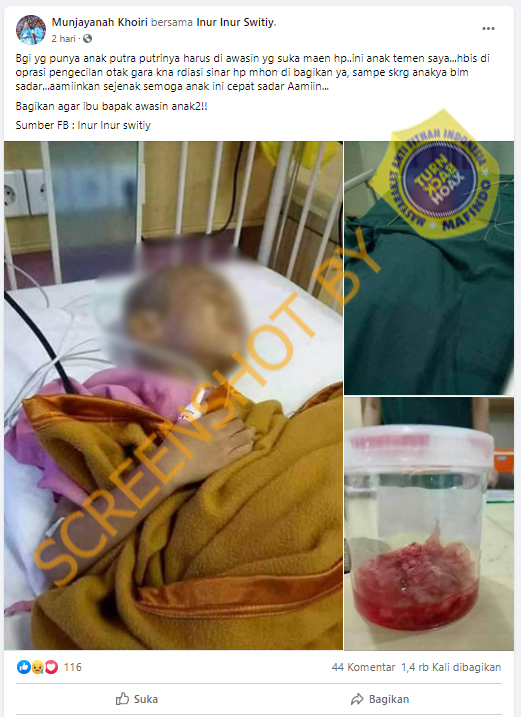 Munjayanah Khoiri bersama Inur Inur Switiy.
2 hari ·
Bgi yg punya anak putra putrinya harus di awasin yg suka maen hp..ini anak temen saya...hbis di
oprasi pengecilan otak gara kna rdiasi sinar hp mhon di bagikan ya, sampe skrg anakya blm
sadar...aamiinkan sejenak semoga anak ini cepat sadar Aamiin...
Bagikan agar ibu bapak awasin anak2!!
Sumber FB : Inur Inur switiy
MASYARAKAT ANTI FITNAH INDONESIA
TURN
BACK
HOAX
MAFINDO
SCREENSHOT BY
116
44 Komentar 1,4 rb Kali dibagikan
Suka
Bagikan